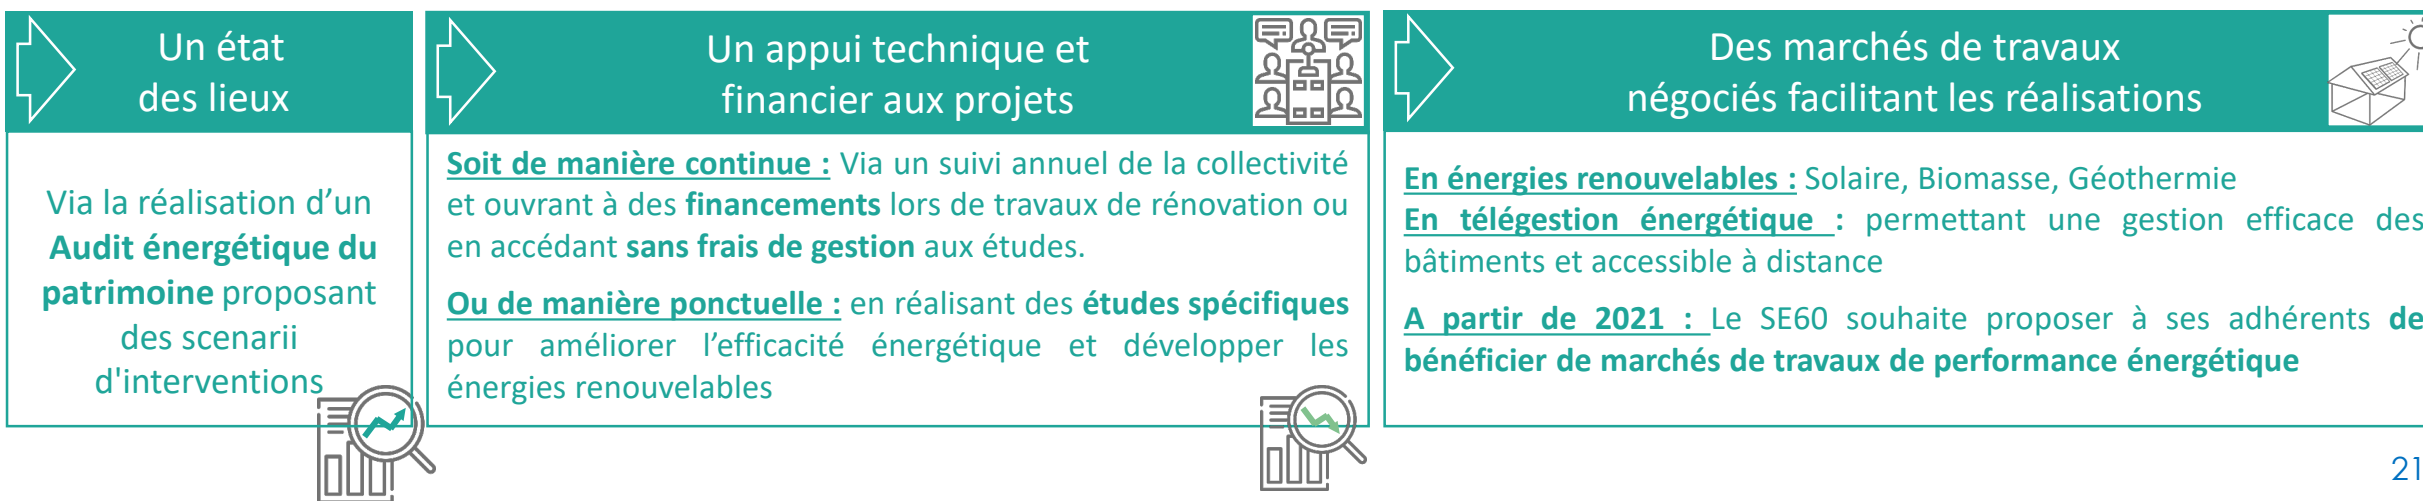 Un état
des lieux
Via la réalisation d’un
Audit énergétique du
patrimoine proposant
des scenarii
d'interventions
Un appui technique et
financier aux projets
Soit de manière continue : Via un suivi annuel de la collectivité
et ouvrant à des financements lors de travaux de rénovation ou
en accédant sans frais de gestion aux études.
Ou de manière ponctuelle : en réalisant des études spécifiques
pour améliorer l’efficacité énergétique et développer les
énergies renouvelables
Des marchés de travaux
négociés facilitant les réalisations
En énergies renouvelables : Solaire, Biomasse, Géothermie
En télégestion énergétique : permettant une gestion efficace des
bâtiments et accessible à distance
A partir de 2021 : Le SE60 souhaite proposer à ses adhérents de
bénéficier de marchés de travaux de performance énergétique
21